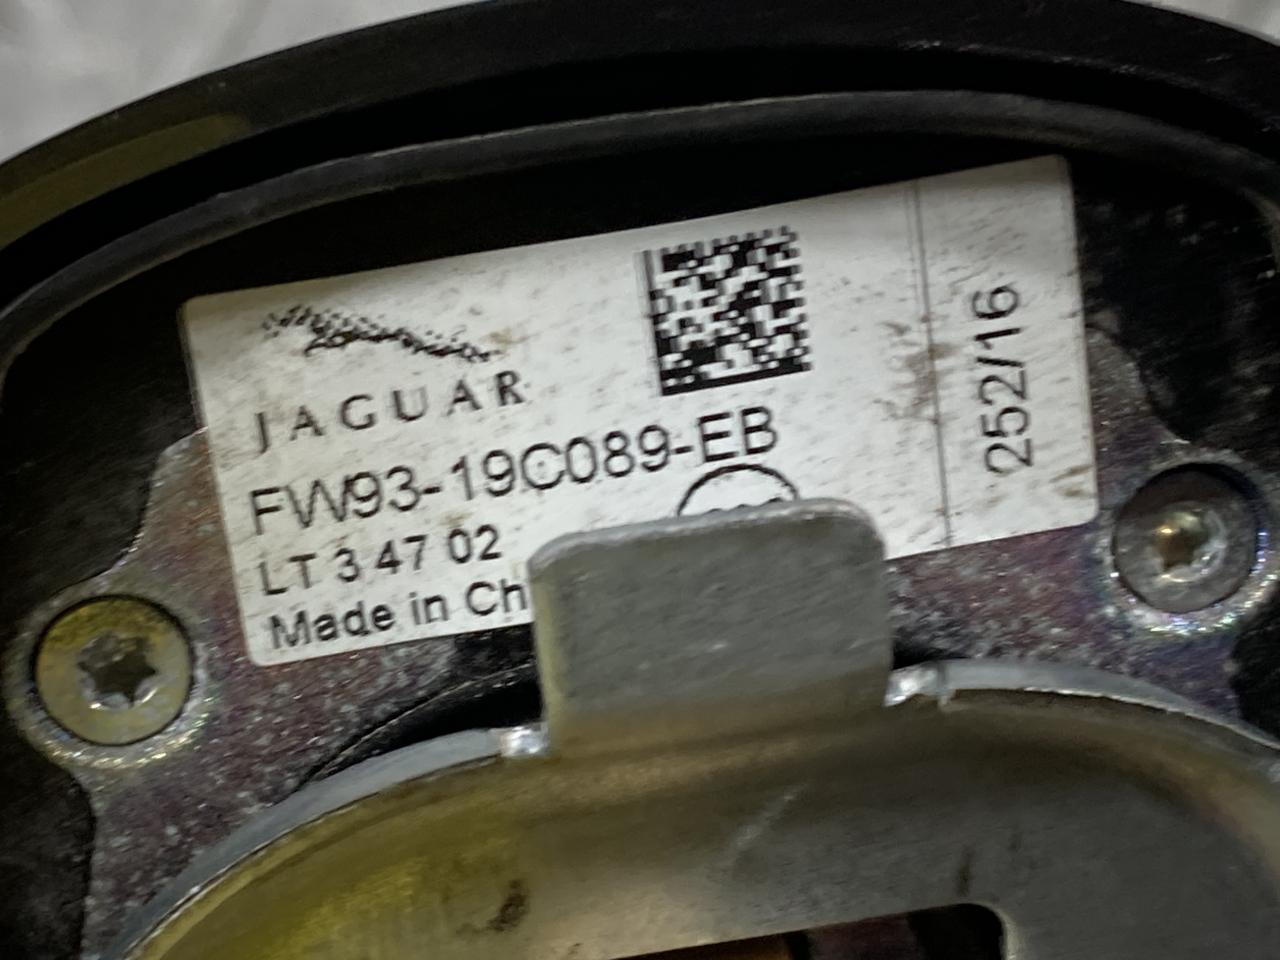 JAGUAR
FW93-19C089-EB
LT 3 47 02
Made in Ch
252/16